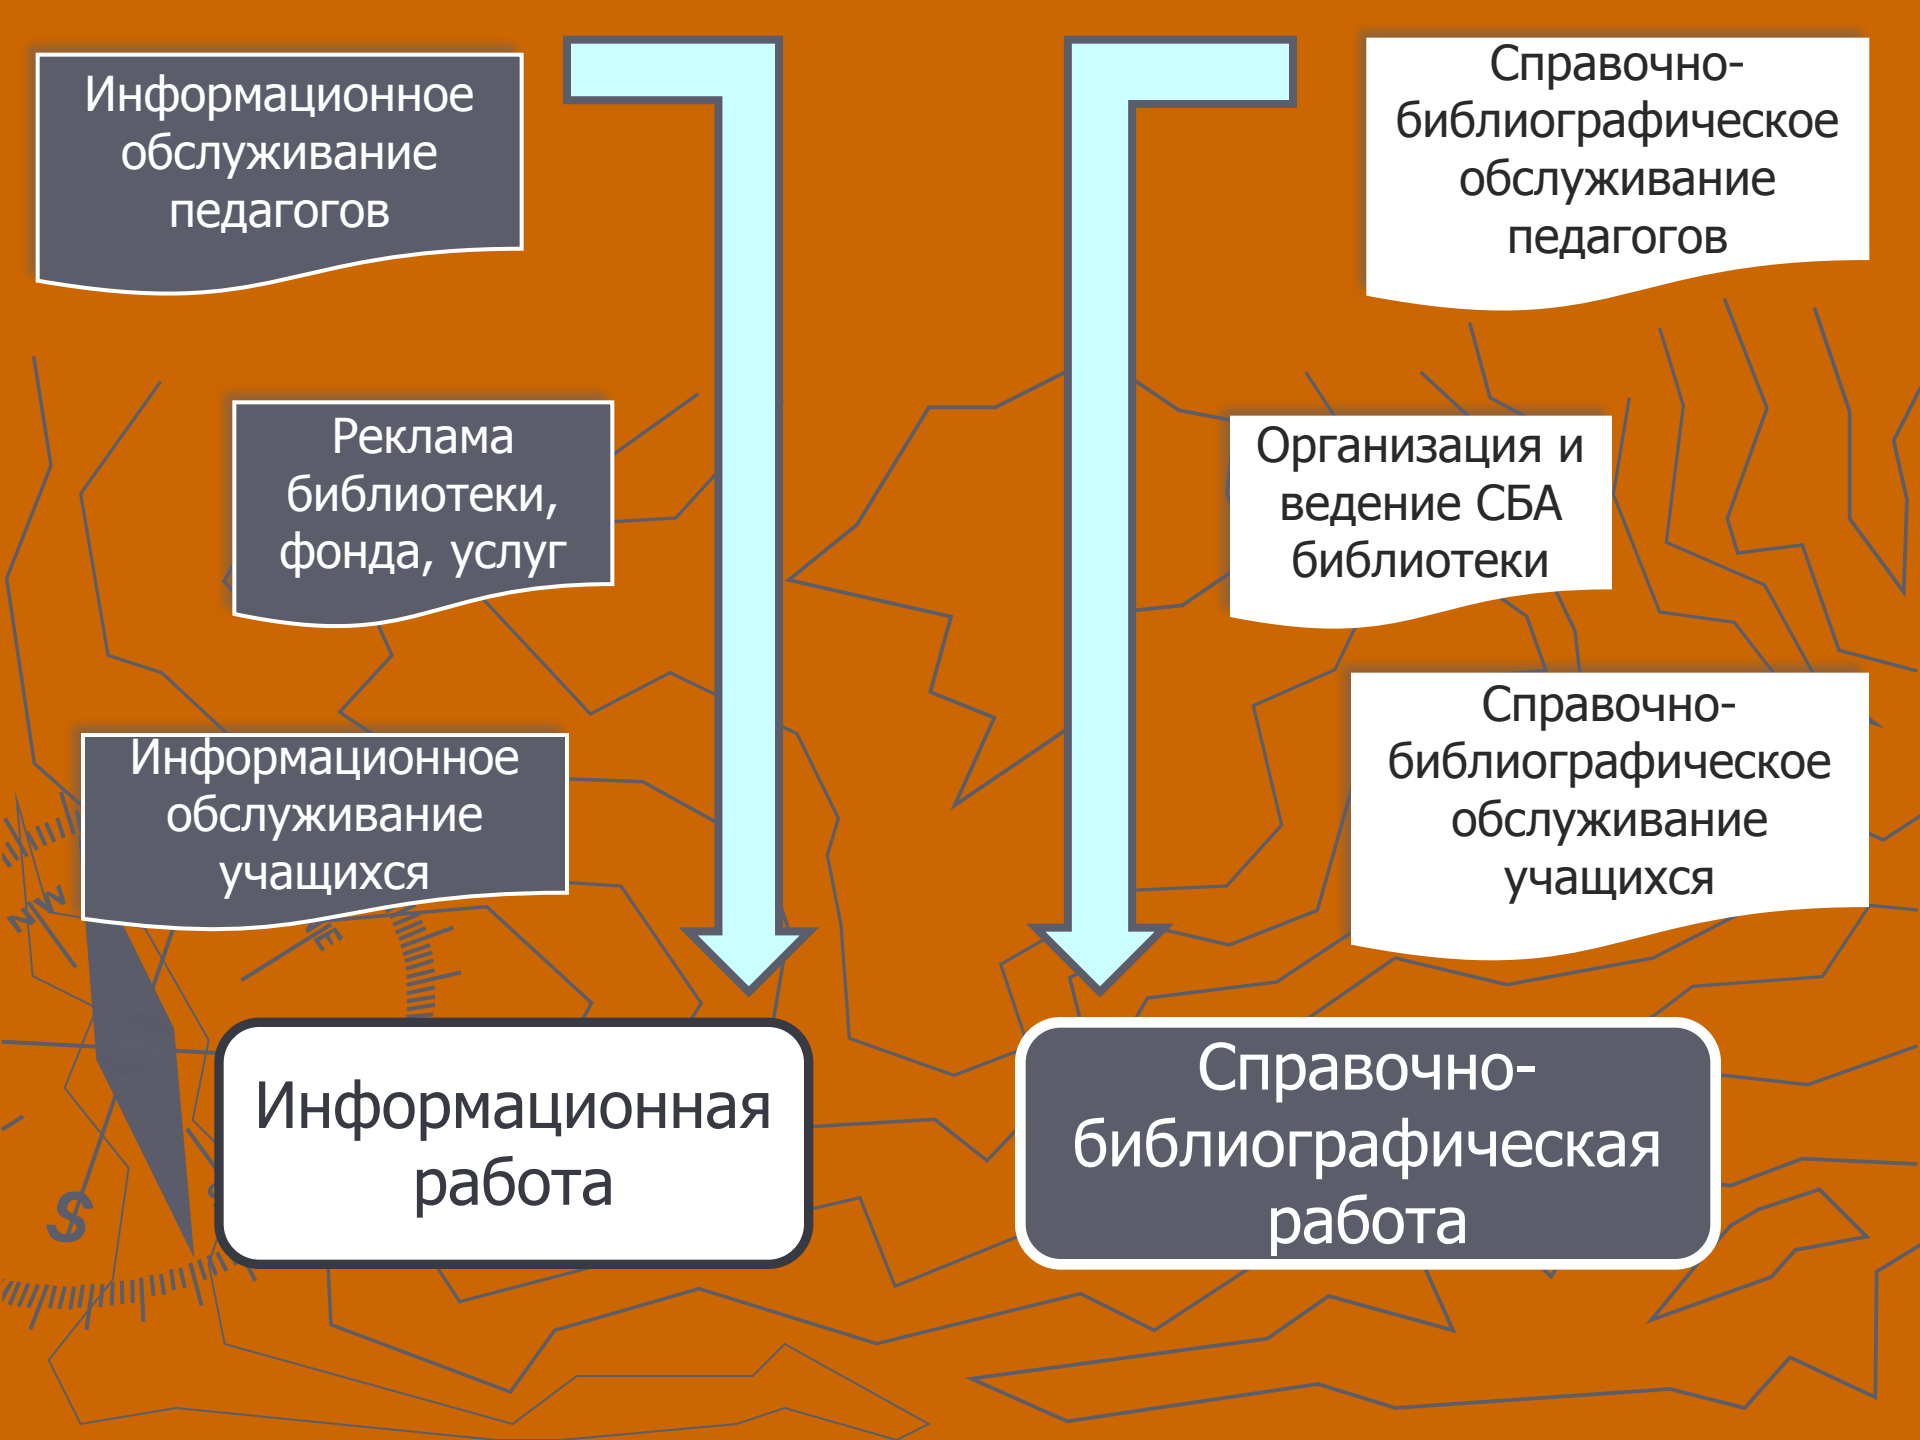 Информационное
обслуживание
педагогов
Реклама
библиотеки,
фонда, услуг
Информационное
обслуживание
учащихся
Информационная
работа
Справочно-
библиографическое
обслуживание
педагогов
Организация и
ведение СБА
библиотеки
Справочно-
библиографическое
обслуживание
учащихся
Справочно-
библиографическая
работа
NW
E
S